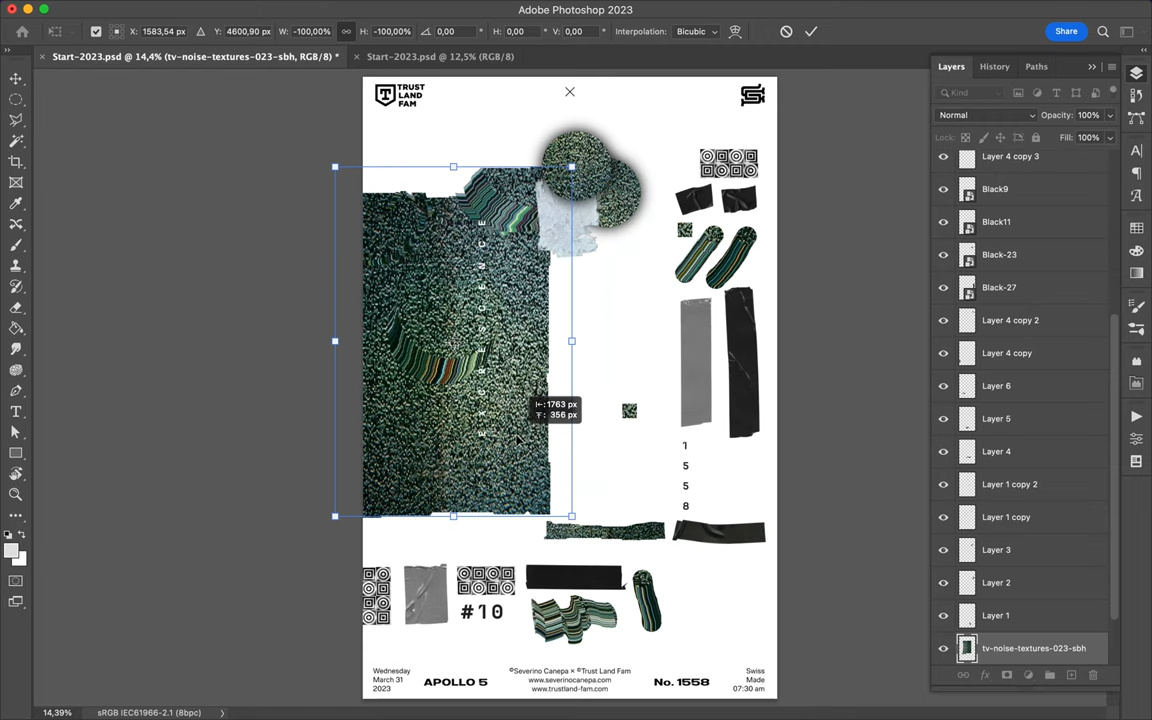 Adobe Photoshop 2023
X: 1583,54 px Y: 4600,90 px W: -100,00% H: -100,00% 0,00 H: 0,00 V: 0,00 Interpolation: Bicubic Share
Start-2023.psd @ 14,4% (tv-noise-textures-023-sbh, RGB/8) * Start-2023.psd @ 12,5% (RGB/8)
Layers History Paths
Kind
Normal Opacity: 100%
Lock: Fill: 100%
Layer 4 copy 3
Black9
Black11
Black-23
Black-27
Layer 4 copy 2
Layer 4 copy
Layer 6
Layer 5
Layer 4
Layer 1 copy 2
Layer 1 copy
Layer 3
Layer 2
Layer 1
tv-noise-textures-023-sbh
TRUST
LAND
FAM
EXCRESCENCE
1763 px
356 px
1
5
5
8
#10
Wednesday
March 31
2023
APOLLO 5
©Severino Canepa × ©Trust Land Fam
www.severinocanepa.com
www.trustland-fam.com
No. 1558
Swiss
Made
07:30 am
14,39% sRGB IEC61966-2.1 (8bpc)